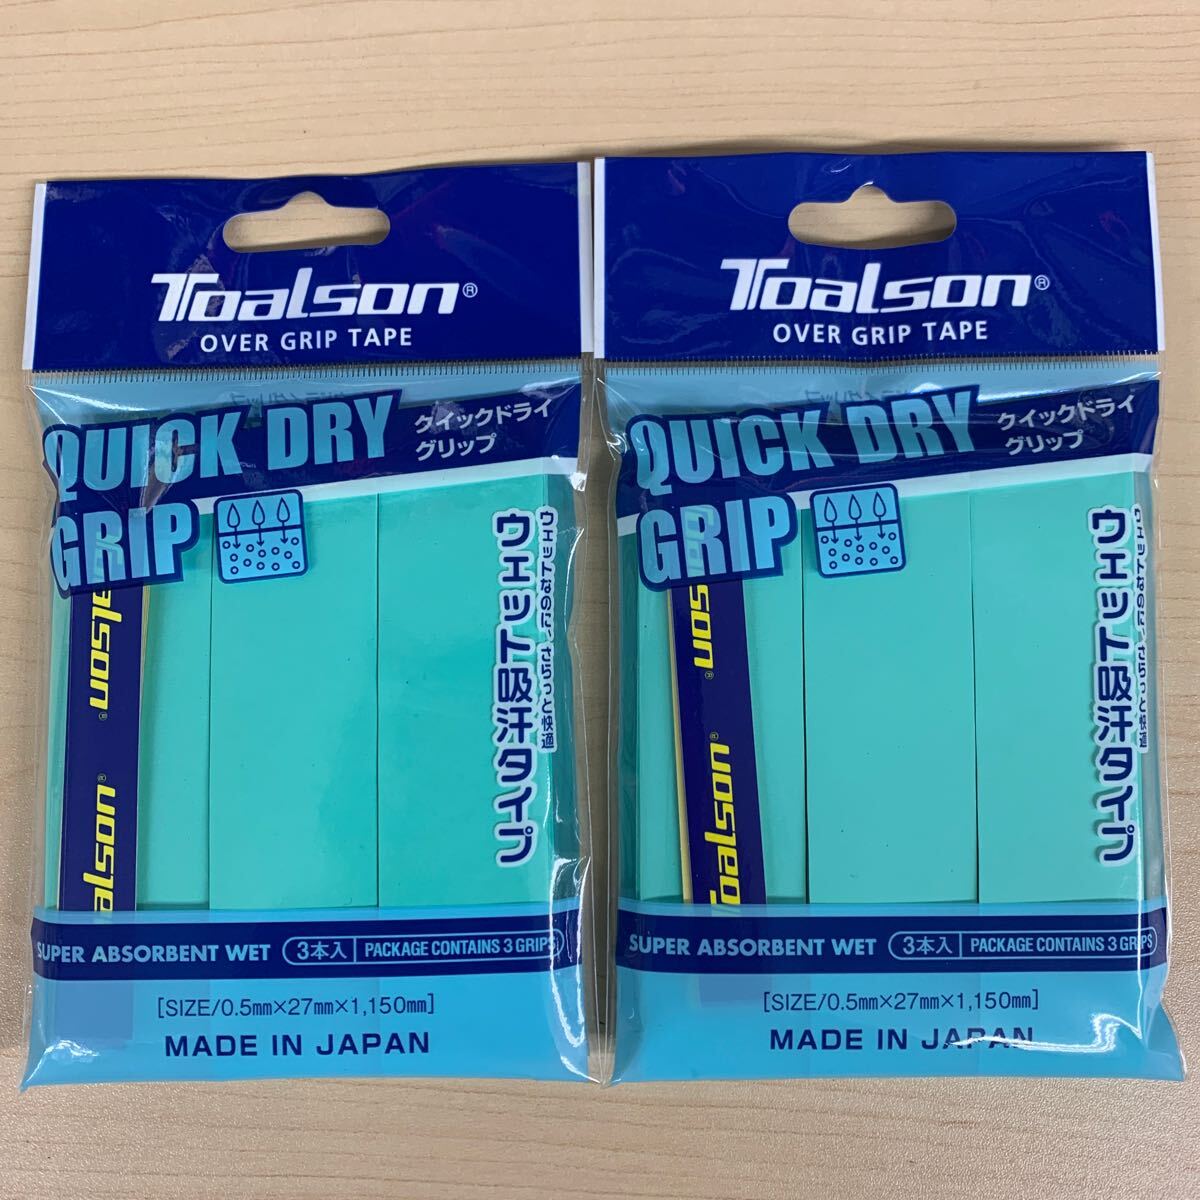 Toalson®
OVER GRIP TAPE
QUICK DRY
GRIP
クイックドライ
グリップ
ウェット吸汗タイプ
alson®
alson®
SUPER ABSORBENT WET
3本入
PACKAGE CONTAINS 3 GRIPS
[SIZE/0.5mm×27mm×1,150mm]
MADE IN JAPAN
Toalson®
OVER GRIP TAPE
QUICK DRY
GRIP
クイックドライ
グリップ
ウェット吸汗タイプ
son®
Toalson®
SUPER ABSORBENT WET
3本入
PACKAGE CONTAINS 3 GRIPS
[SIZE/0.5mm×27mm×1,150mm]
MADE IN JAPAN